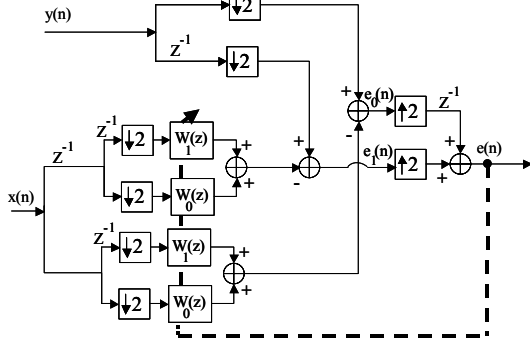 y(n)
↓2
Z-1
↓2
+
e0(n)
Z-1
↑2
-
Z-1
Z-1
↓2
W1(z)
+
+
+
-
e1(n)
↑2
+
+
e(n)
x(n)
↓2
W0(z)
Z-1
↓2
W1(z)
+
+
↓2
W0(z)